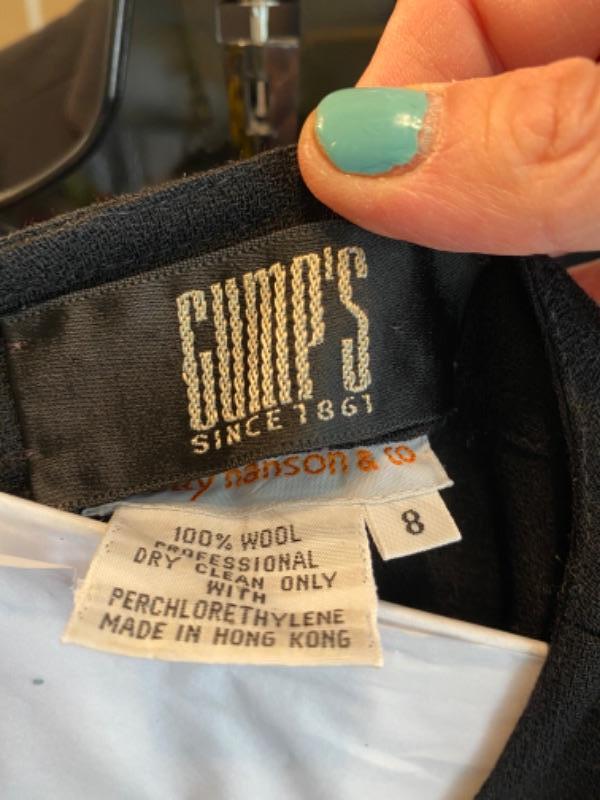 GUMP'S
SINCE 1861
hanson & co
8
100% WOOL
PROFESSIONAL
DRY CLEAN ONLY
WITH
PERCHLORETHYLENE
MADE IN HONG KONG